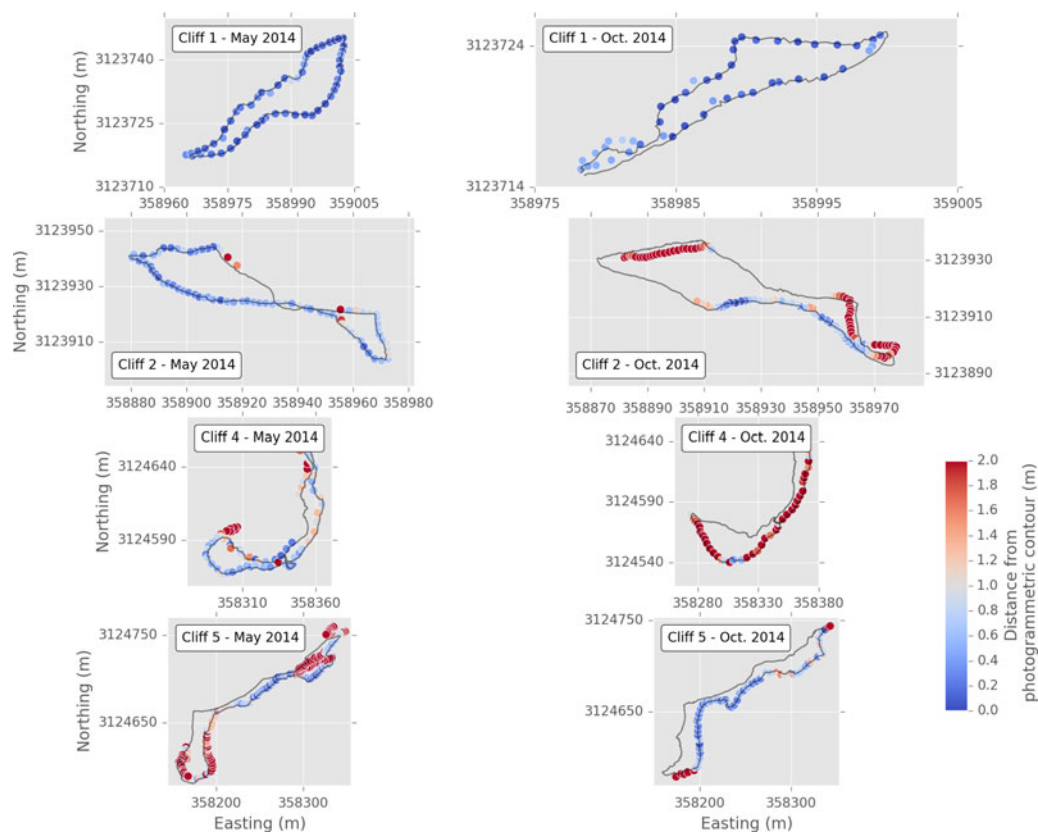 Cliff 1 - May 2014
Northing (m)
3123740
3123725
3123710
358960 358975 358990 359005
Cliff 1 - Oct. 2014
3123724
3123714
358975 358985 358995 359005
Cliff 2 - May 2014
Northing (m)
3123950
3123930
3123910
358880 358900 358920 358940 358960 358980
Cliff 2 - Oct. 2014
3123930
3123910
3123890
358870 358890 358910 358930 358950 358970
Cliff 4 - May 2014
Northing (m)
3124640
3124590
358310 358360
Cliff 4 - Oct. 2014
3124640
3124590
3124540
358280 358330 358380
Cliff 5 - May 2014
Northing (m)
3124750
3124650
358200 358300
Easting (m)
Cliff 5 - Oct. 2014
3124750
3124650
358200 358300
Easting (m)
2.0
1.8
1.6
1.4
1.2
1.0
0.8
0.6
0.4
0.2
0.0
Distance from
photogrammetric contour (m)